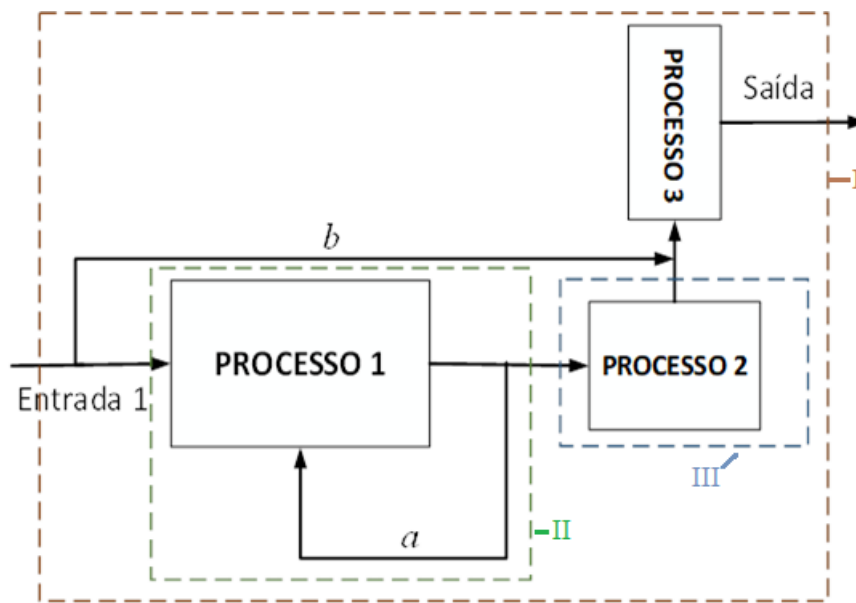 PROCESSO 3
Saída
I
b
PROCESSO 1
PROCESSO 2
Entrada 1
III
II
a